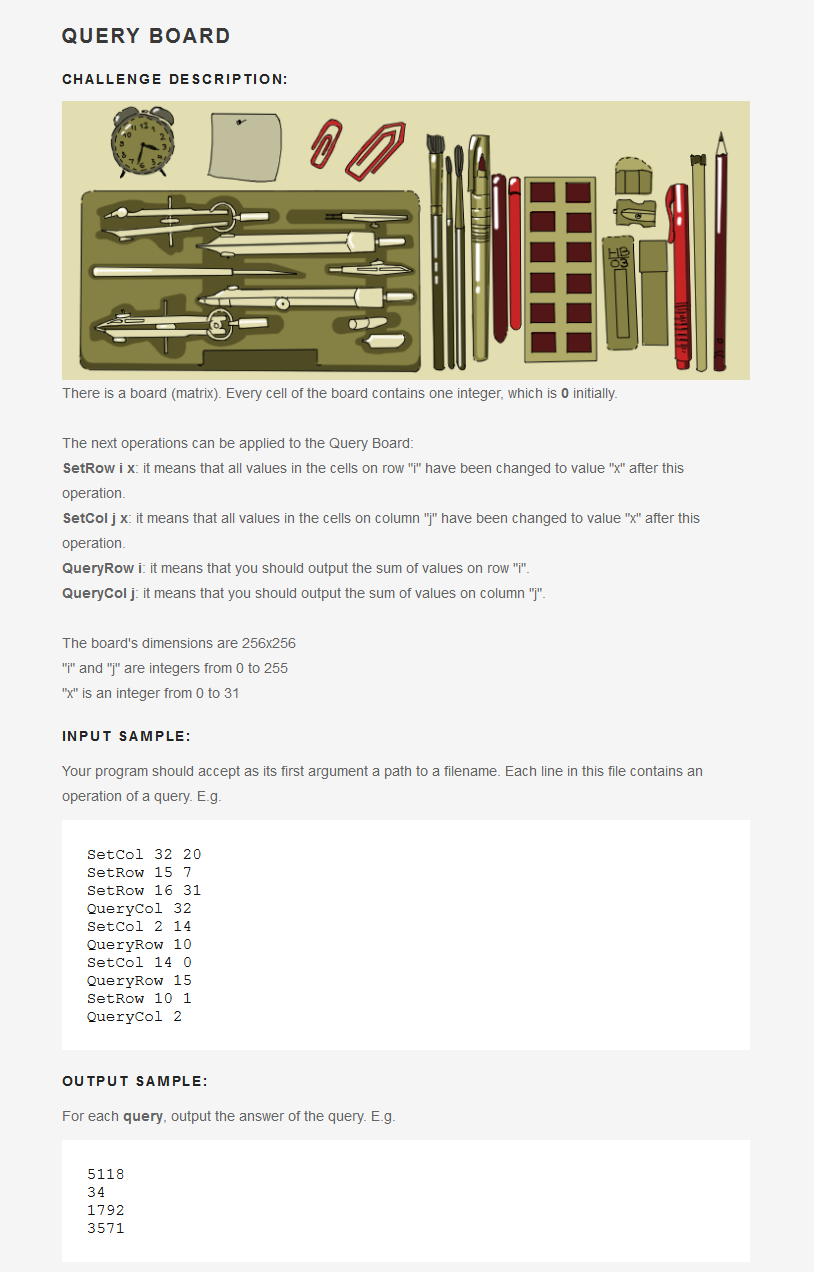 QUERY BOARD
CHALLENGE DESCRIPTION:
HB
03
There is a board (matrix). Every cell of the board contains one integer, which is 0 initially.
The next operations can be applied to the Query Board:
SetRow i x: it means that all values in the cells on row "i" have been changed to value "x" after this
operation.
SetCol j x: it means that all values in the cells on column "j" have been changed to value "x" after this
operation.
QueryRow i: it means that you should output the sum of values on row "i".
QueryCol j: it means that you should output the sum of values on column "j".
The board's dimensions are 256x256
"i" and "j" are integers from 0 to 255
"x" is an integer from 0 to 31
INPUT SAMPLE:
Your program should accept as its first argument a path to a filename. Each line in this file contains an
operation of a query. E.g.
SetCol 32 20
SetRow 15 7
SetRow 16 31
QueryCol 32
SetCol 2 14
QueryRow 10
SetCol 14 0
QueryRow 15
SetRow 10 1
QueryCol 2
OUTPUT SAMPLE:
For each query, output the answer of the query. E.g.
5118
34
1792
3571